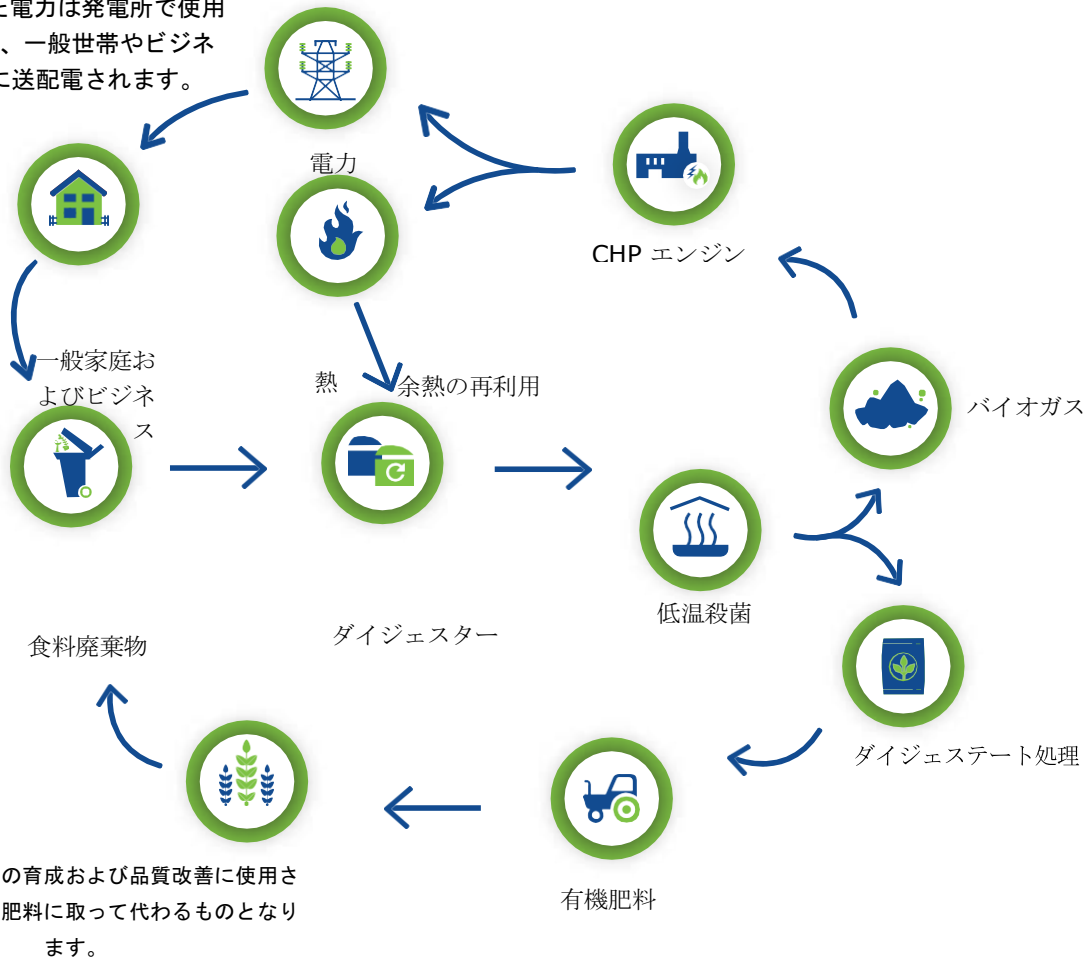 た電力は発電所で使用
、一般世帯やビジネ
に送配電されます。
電力
CHP エンジン
一般家庭お
よびビジネ
ス
熱
余熱の再利用
バイオガス
低温殺菌
食料廃棄物
ダイジェスター
ダイジェステート処理
の育成および品質改善に使用さ
肥料に取って代わるものとなり
ます。
有機肥料